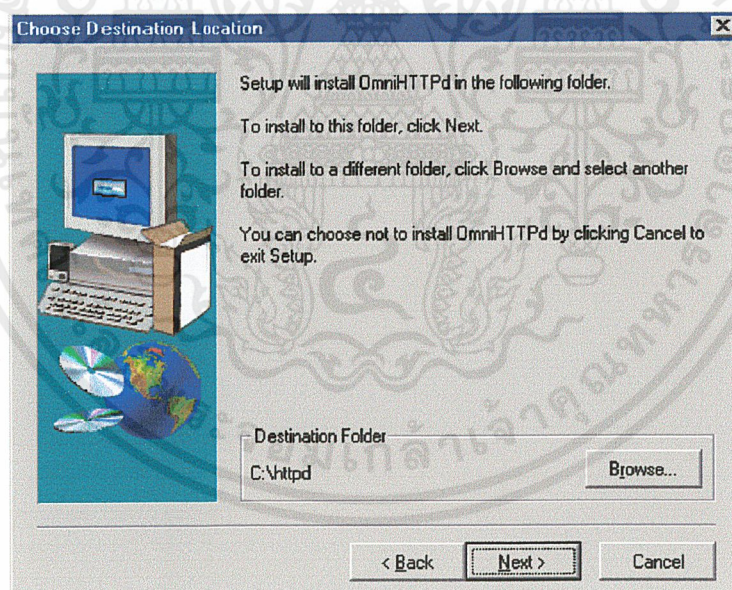 Choose Destination Location
Setup will install OmniHTTPd in the following folder.
To install to this folder, click Next.
To install to a different folder, click Browse and select another
folder.
You can choose not to install OmniHTTPd by clicking Cancel to
exit Setup.
Destination Folder
C:\httpd
Browse...
< Back
Next >
Cancel